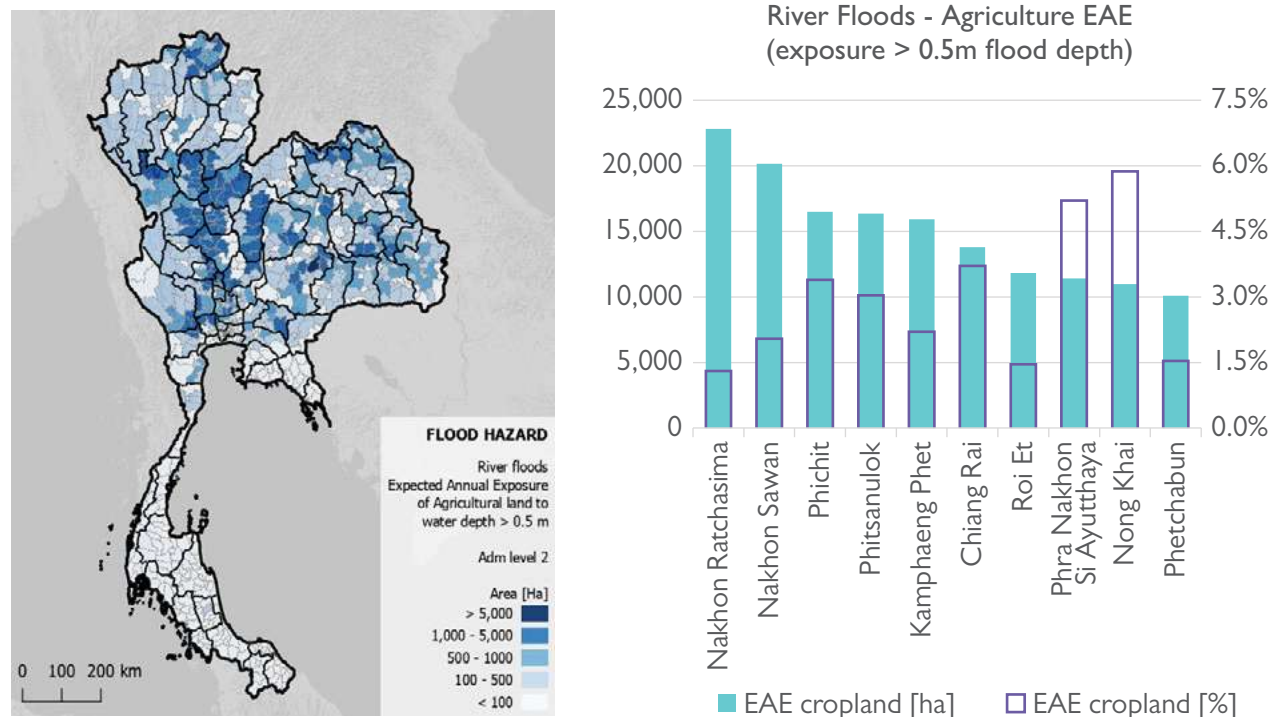 FLOOD HAZARD
River floods
Expected Annual Exposure
of Agricultural land to
water depth > 0.5 m
Adm level 2
Area [Ha]
> 5,000
1,000 - 5,000
500 - 1000
100 - 500
< 100
0 100 200 km
River Floods - Agriculture EAE
(exposure > 0.5m flood depth)
25,000 7.5%
20,000 6.0%
15,000 4.5%
10,000 3.0%
5,000 1.5%
0 0.0%
Nakhon Ratchasima
Nakhon Sawan
Phichit
Phitsanulok
Kamphaeng Phet
Chiang Rai
Roi Et
Phra Nakhon
Si Ayutthaya
Nong Khai
Phetchabun
EAE cropland [ha] EAE cropland [%]